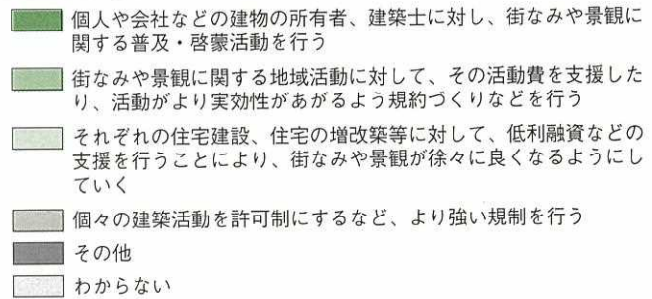 個人や会社などの建物の所有者、建築士に対し、街なみや景観に
関する普及・啓蒙活動を行う
街なみや景観に関する地域活動に対して、その活動費を支援した
り、活動がより実効性があがるよう規約づくりなどを行う
それぞれの住宅建設、住宅の増改築等に対して、低利融資などの
支援を行うことにより、街なみや景観が徐々に良くなるようにし
ていく
個々の建築活動を許可制にするなど、より強い規制を行う
その他
わからない